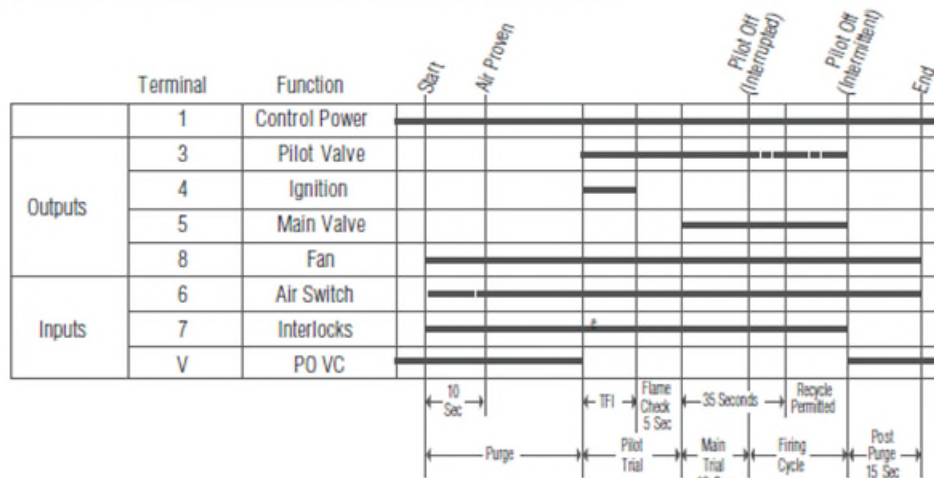 Start
Air Proven
Pilot Off
(Interrupted)
Pilot Off
(Intermittent)
End
Terminal Function
1 Control Power
Outputs
3 Pilot Valve
4 Ignition
5 Main Valve
8 Fan
Inputs
6 Air Switch
7 Interlocks
V PO VC
10
Sec
TFI
Flame
Check
5 Sec
35 Seconds
Recycle
Permitted
Purge
Pilot
Trial
Main
Trial
Firing
Cycle
Post
Purge
15 Sec